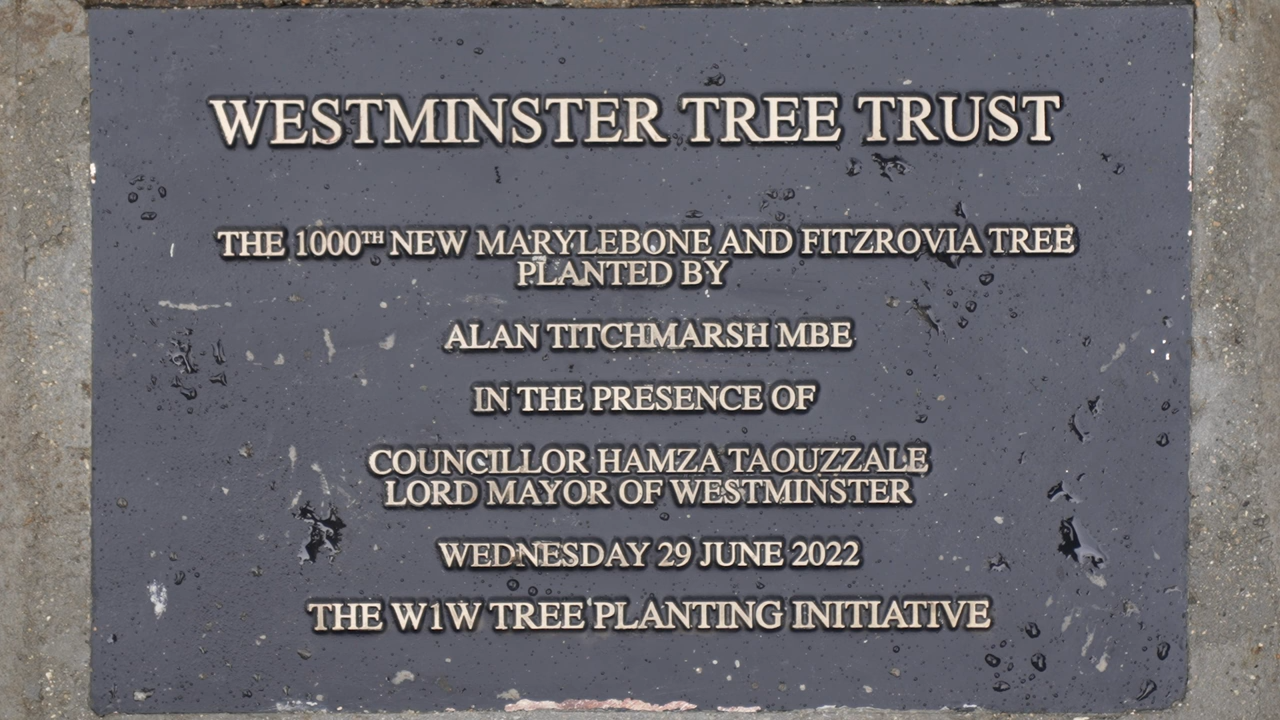 WESTMINSTER TREE TRUST
THE 1000TH NEW MARYLEBONE AND FITZROVIA TREE
PLANTED BY
ALAN TITCHMARSH MBE
IN THE PRESENCE OF
COUNCILLOR HAMZA TAOUZZALE
LORD MAYOR OF WESTMINSTER
WEDNESDAY 29 JUNE 2022
THE W1W TREE PLANTING INITIATIVE